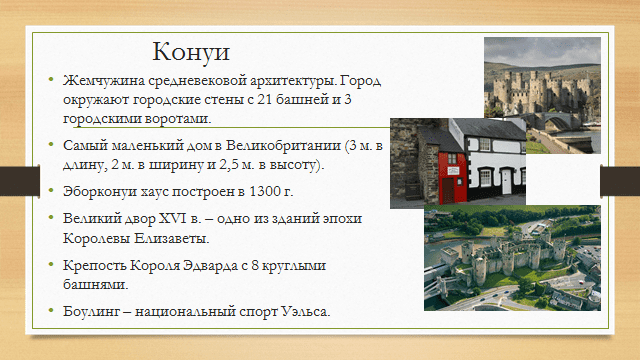 Конуи
Жемчужина средневековой архитектуры. Город
окружают городские стены с 21 башней и 3
городскими воротами.
Самый маленький дом в Великобритании (3 м. в
длину, 2 м. в ширину и 2,5 м. в высоту).
Эборконуи хаус построен в 1300 г.
Великий двор XVI в. – одно из зданий эпохи
Королевы Елизаветы.
Крепость Короля Эдварда с 8 круглыми
башнями.
Боулинг – национальный спорт Уэльса.